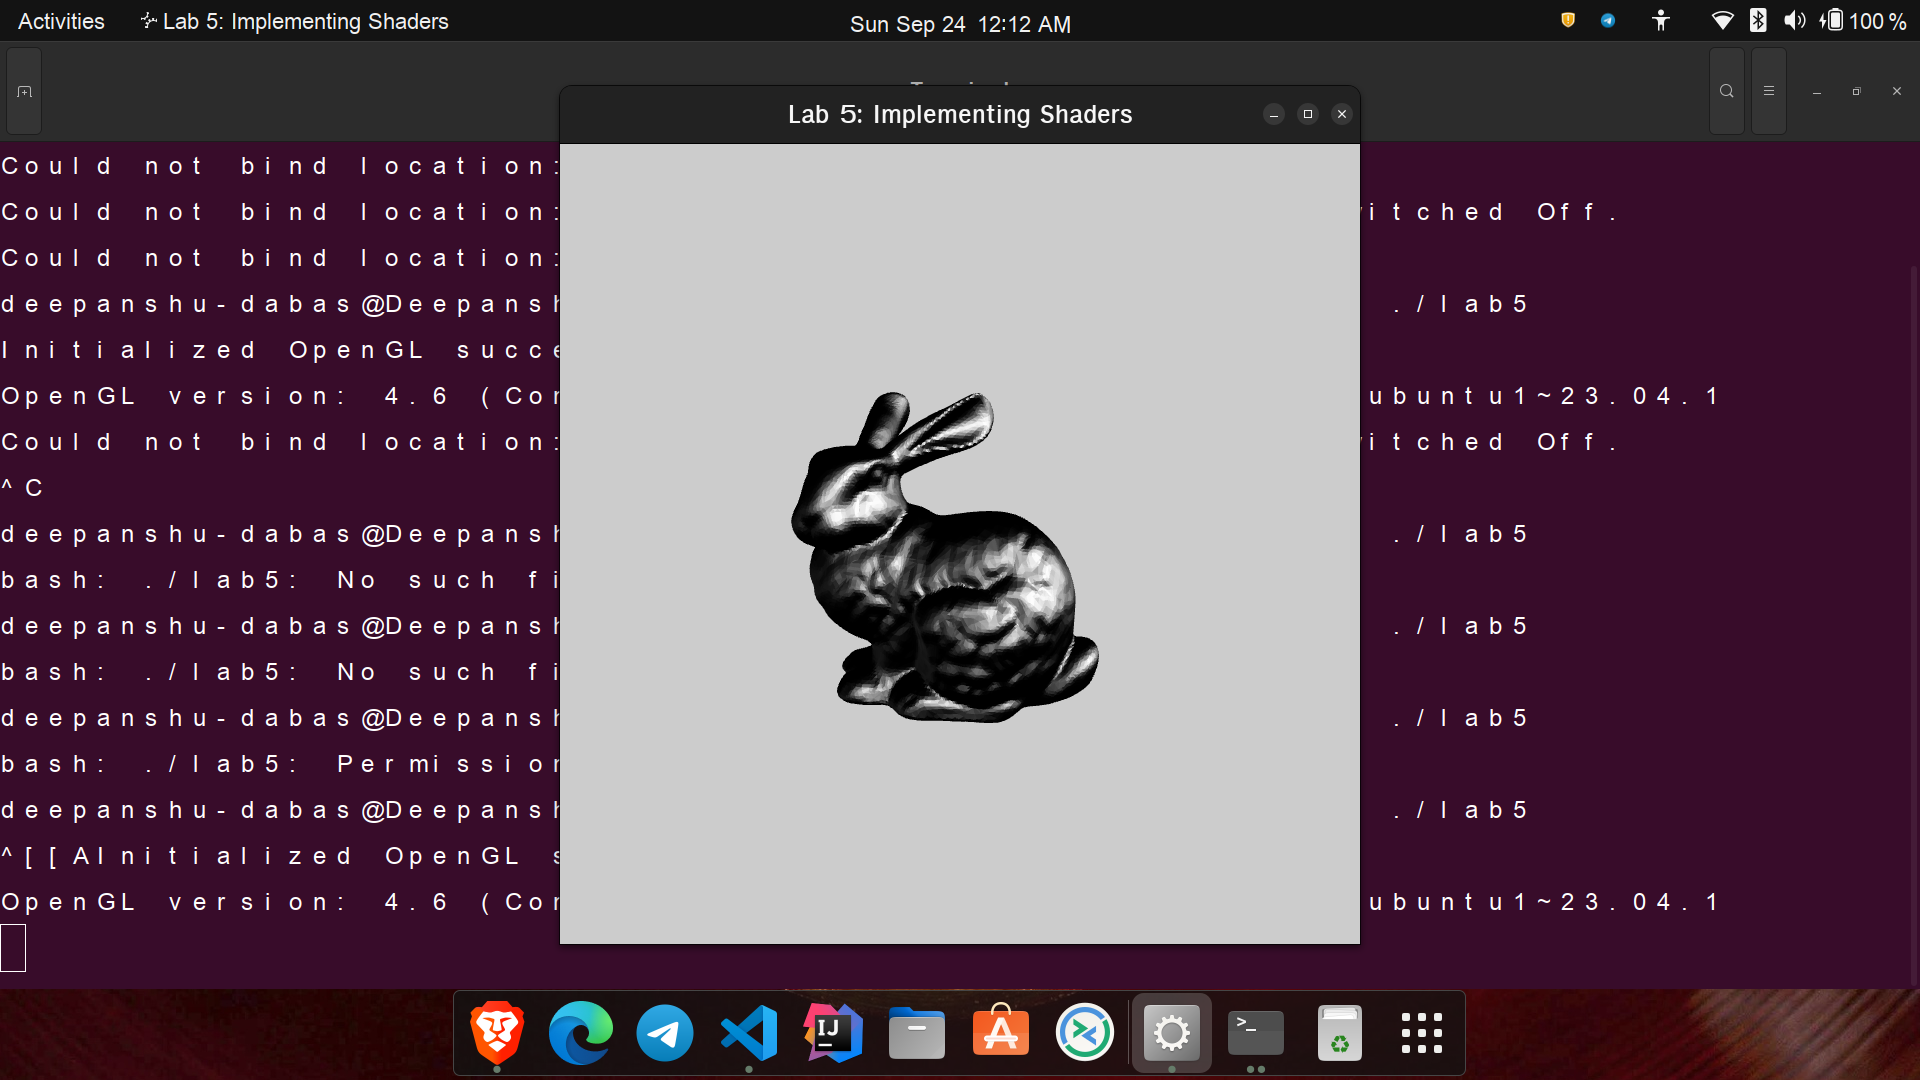 Activities
Lab 5: Implementing Shaders
Sun Sep 24 12:12 AM
100 %
Lab 5: Implementing Shaders
Could not bind location:
Could not bind location: itched Off.
Could not bind location:
deepanshu-dabas@Deepansh ./lab5
Initialized OpenGL succe
OpenGL version: 4.6 (Cor ubuntu1~23.04.1
Could not bind location: itched Off.
^C
deepanshu-dabas@Deepansh ./lab5
bash: ./lab5: No such fi
deepanshu-dabas@Deepansh ./lab5
bash: ./lab5: No such fi
deepanshu-dabas@Deepansh ./lab5
bash: ./lab5: Permission
deepanshu-dabas@Deepansh ./lab5
^[[AInitialized OpenGL s
OpenGL version: 4.6 (Cor ubuntu1~23.04.1
IJ
>_